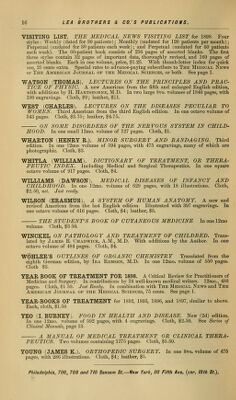 16 LEA BROTHERS & CO.'S PUBLICATIONS.
VISITING LIST. THE MEDICAL NEWS VISITING LIST for 1898. Four
styles: Weekly (dated for 30 patients); Monthly (undated for 120 patients per month);
Perpetual (undated for 30 patients each week); and Perpetual (undated for 60 patients
each week). The 60-patient book consists of 256 pages of assorted blanks. The first
three styles contain 32 pages of important data, thoroughly revised, and 160 pages of
assorted blanks. Each in one volume, price, $1.25. With thumb-letter index for quick
use, 25 cents extra. Special rates to advance-paying subscribers to THE MEDICAL NEWS
or THE AMERICAN JOURNAL OF THE MEDICAL SCIENCES, or both. See page 1.
WATSON (THOMAS). LECTURES ON THE PRINCIPLES AND PRAC-
TICE OF PHYSIC. A new American from the fifth and enlarged English edition,
with additions by H. HARTSHORNE, M.D. In two large 8vo. volumes of 1840 pages, with
190 engravings. Cloth, $9; leather, $11.
WEST (CHARLES). LECTURES ON THE DISEASES PECULIAR TO
WOMEN. Third American from the third English edition. In one octavo volume of
543 pages. Cloth, $3.75; leather, $4.75.
— ON SOME DISORDERS OF THE NERVOUS SYSTEM IN CHILD-
HOOD. In one small 12mo. volume of 127 pages. Cloth, $1.
WHARTON (HENRY R.). MINOR SURGERY AND BANDAGING. Third
edition. In one 12mo volume of 594 pages, with 475 engravings, many of which are
photographic. Cloth, $3.
WHITLA (WILLIAM). DICTIONARY OF TREATMENT, OR THERA-
PEUTIC INDEX. Including Medical and Surgical Therapeutics. In one square
octavo volume of 917 pages. Cloth, $4.
WILLIAMS (DAWSON). MEDICAL DISEASES OF INFANCY AND
CHILDHOOD. In one 12mo. volume of 629 pages, with 18 illustrations. Cloth,
$2.50, net. Just ready.
WILSON (ERASMUS). A SYSTEM OF HUMAN ANATOMY. A new and
revised American from the last English edition. Illustrated with 397 engravings. In
one octavo volume of 616 pages. Cloth, $4; leather, $5.
— THE STUDENT'S BOOK OF CUTANEOUS MEDICINE. In one 12mo.
volume. Cloth, $3.50.
WINCKEL ON PATHOLOGY AND TREATMENT OF CHILDBED. Trans-
lated by JAMES R. CHADWICK, A.M., M.D. With additions by the Author. In one
octavo volume of 484 pages. Cloth, $4.
WÖHLER'S OUTLINES OF ORGANIC CHEMISTRY. Translated from the
eighth German edition, by IRA REMSEN, M.D. In one 12mo. volume of 550 pages.
Cloth $3.
YEAR-BOOK OF TREATMENT FOR 1898. A Critical Review for Practitioners of
Medicine and Surgery. In contributions by 24 well-known medical writers. 12mo., 488
pages. Cloth, $1.50. Just Ready. In combination with THE MEDICAL NEWS and THE
AMERICAN JOURNAL OF THE MEDICAL SCIENCES, 75 cents. See page 1.
YEAR-BOOKS OF TREATMENT for 1892, 1893, 1896, and 1897, similar to above.
Each, cloth, $1.50
YEO (I. BURNEY). FOOD IN HEALTH AND DISEASE. New (2d) edition.
In one 12mo. volume of 592 pages, with 4 engravings. Cloth, $2.50. See Series of
Clinical Manuals, page 13.
— A MANUAL OF MEDICAL TREATMENT OR CLINICAL THERA-
PEUTICS. Two volumes containing 1275 pages. Cloth, $5.50.
YOUNG (JAMES K.). ORTHOPEDIC SURGERY. In one 8vo. volume of 475
pages, with 286 illustrations. Cloth, $4; leather, $5.
Philadelphia, 706, 708 and 710 Sansom St.—New York, 111 Fifth Ave. (cor. 18th St.).